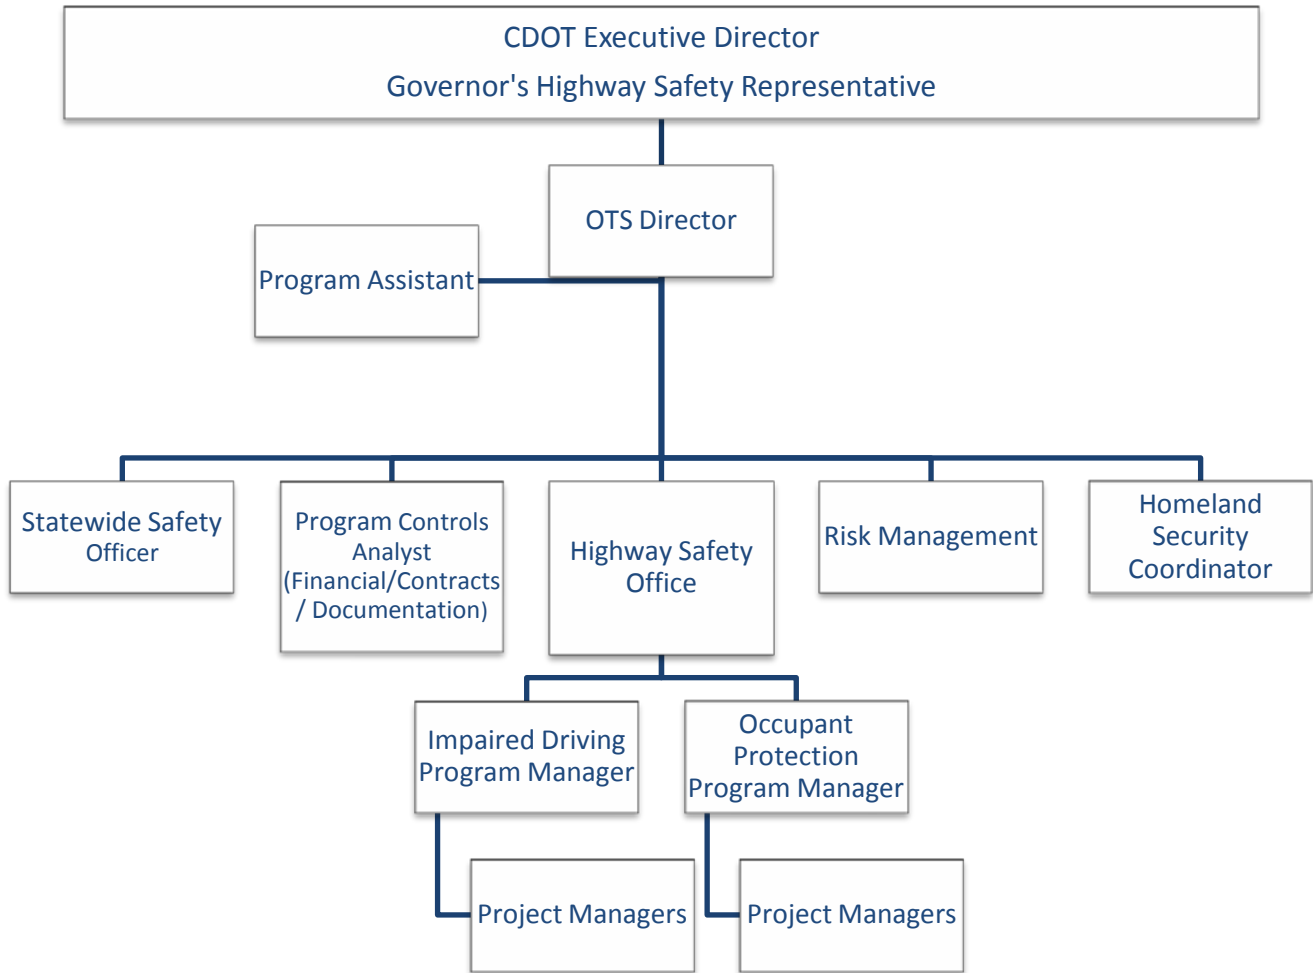 CDOT Executive Director
Governor's Highway Safety Representative
OTS Director
Program Assistant
Statewide Safety
Officer
Program Controls
Analyst
(Financial/Contracts
/ Documentation)
Highway Safety
Office
Risk Management
Homeland
Security
Coordinator
Impaired Driving
Program Manager
Occupant
Protection
Program Manager
Project Managers
Project Managers